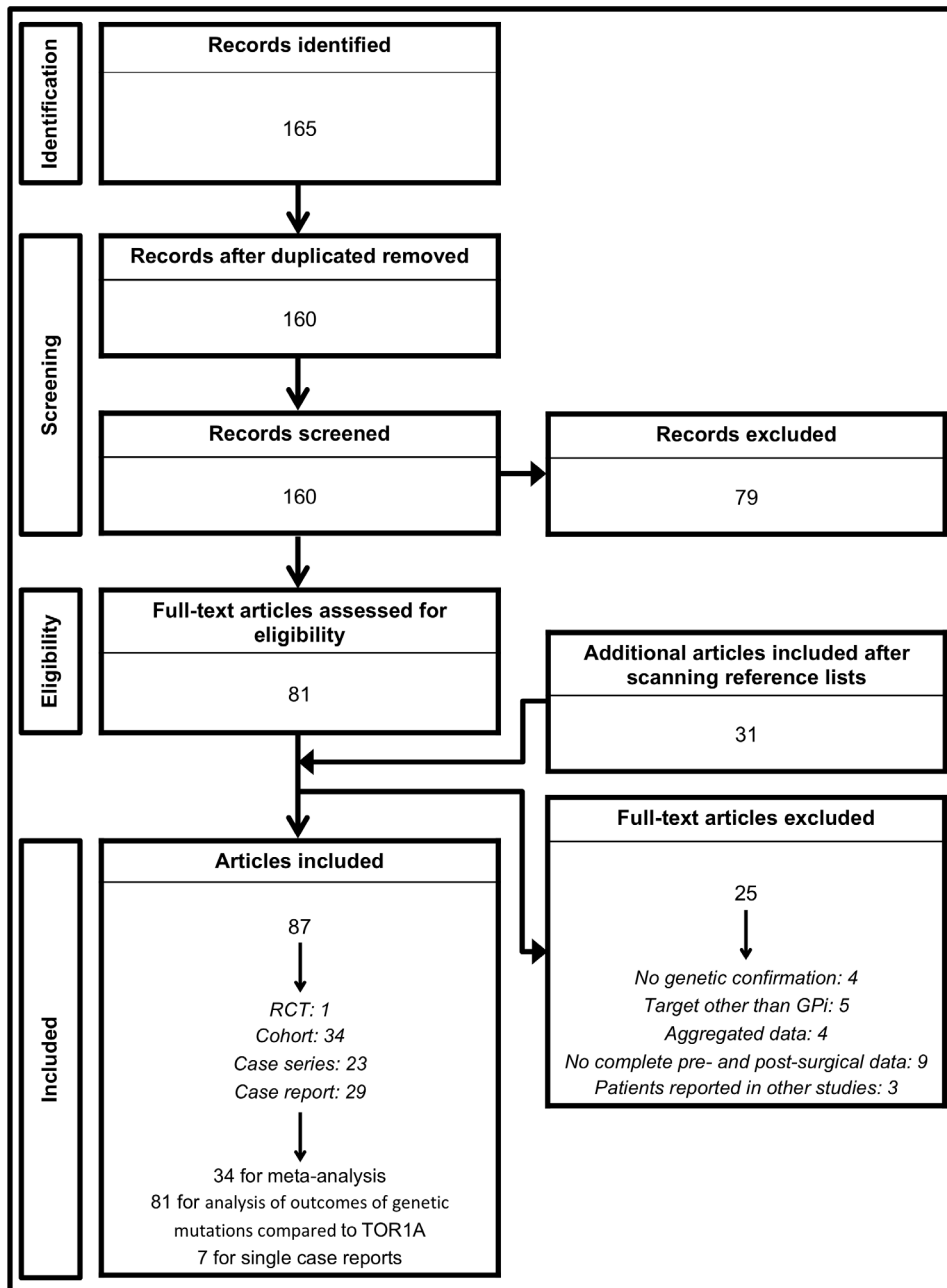 Identification
Records identified
165
Screening
Records after duplicated removed
160
Records screened
160
Records excluded
79
Eligibility
Full-text articles assessed for
eligibility
81
Additional articles included after
scanning reference lists
31
Full-text articles excluded
25
No genetic confirmation: 4
Target other than GPi: 5
Aggregated data: 4
No complete pre- and post-surgical data: 9
Patients reported in other studies: 3
Included
Articles included
87
RCT: 1
Cohort: 34
Case series: 23
Case report: 29
34 for meta-analysis
81 for analysis of outcomes of genetic
mutations compared to TOR1A
7 for single case reports